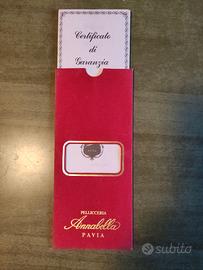 Certificato
di
Garanzia
PELLICCERIA
Annabella
PAVIA
subito